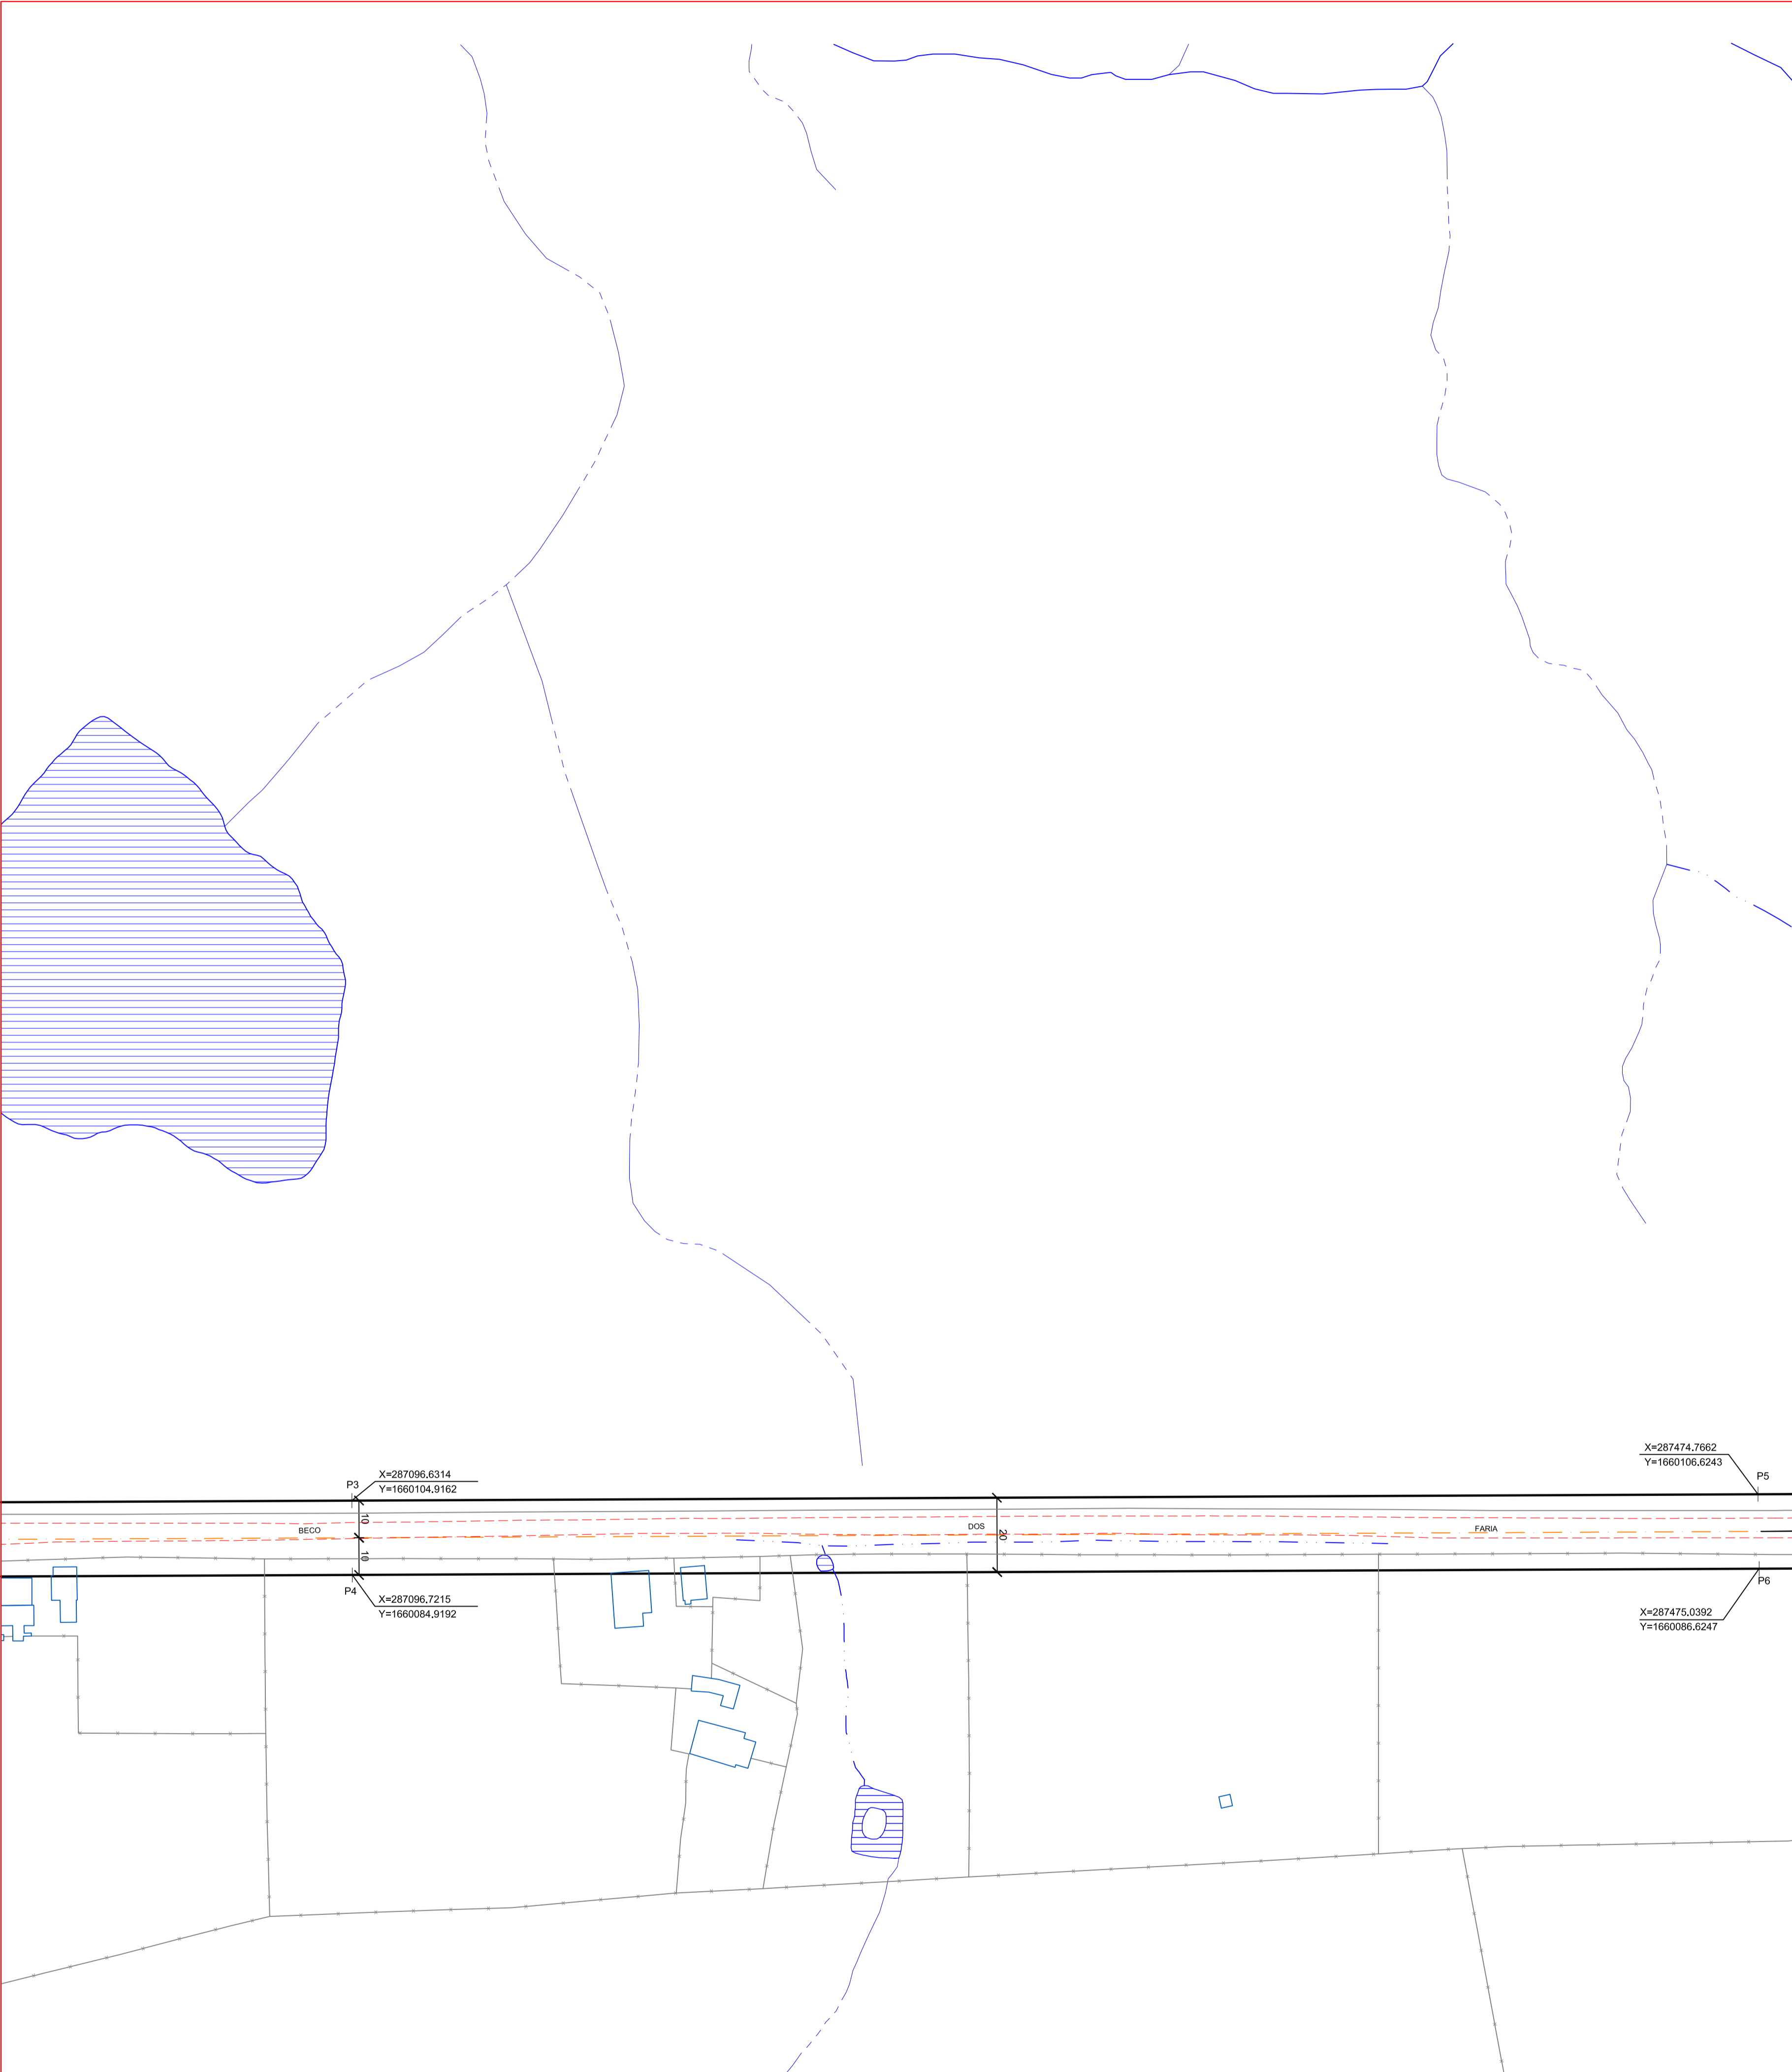 X=287474.7662
Y=1660106.6243
P5
P3
X=287096.6314
Y=1660104.9162
10
BECO
DOS
20
FARIA
10
P4
X=287096.7215
Y=1660084.9192
P6
X=287475.0392
Y=1660086.6247